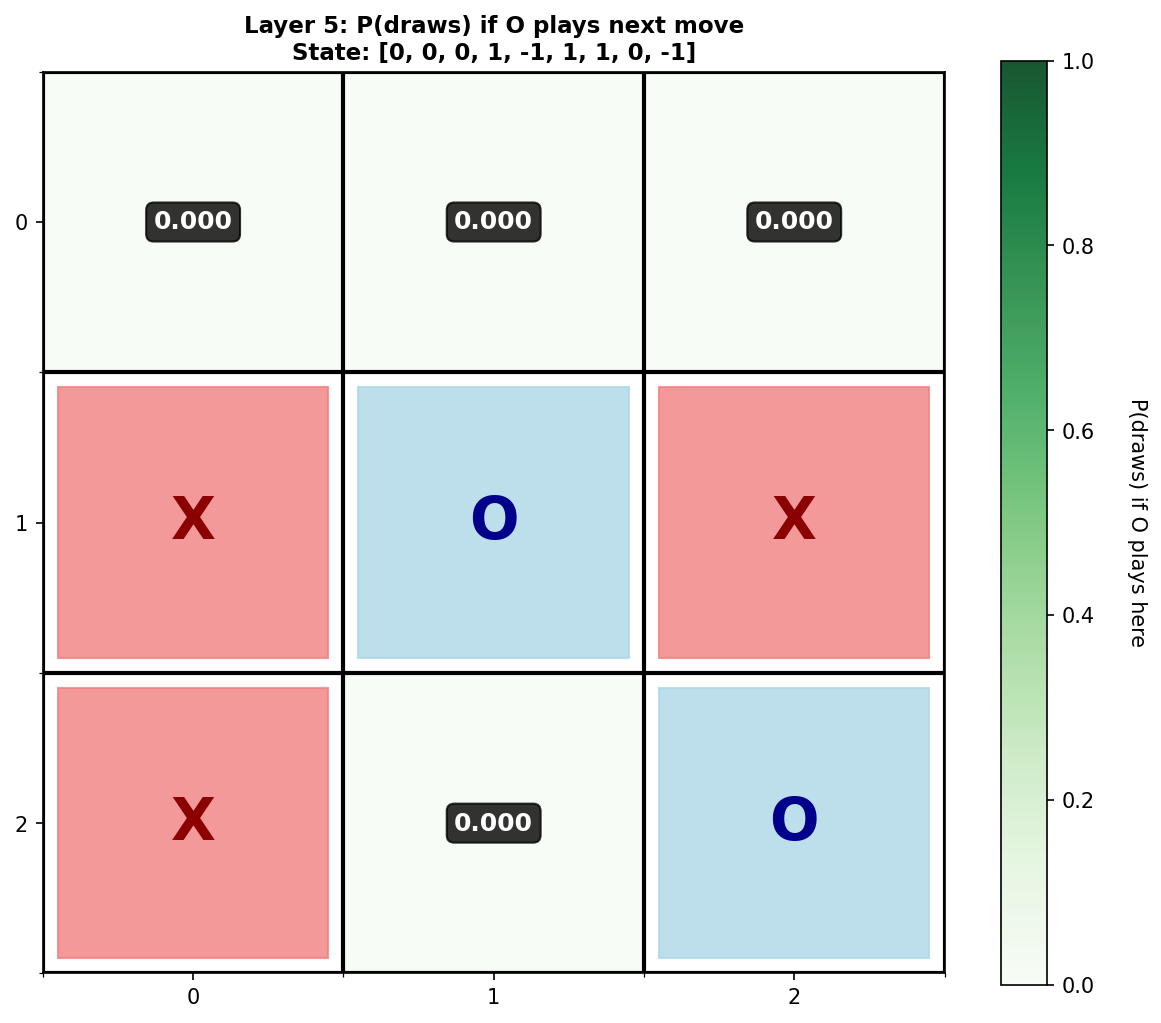 Layer 5: P(draws) if O plays next move
State: [0, 0, 0, 1, -1, 1, 1, 0, -1]
0
0.000
0.000
0.000
1
X
O
X
2
X
0.000
O
0
1
2
1.0
0.8
0.6
0.4
0.2
0.0
P(draws) if O plays here